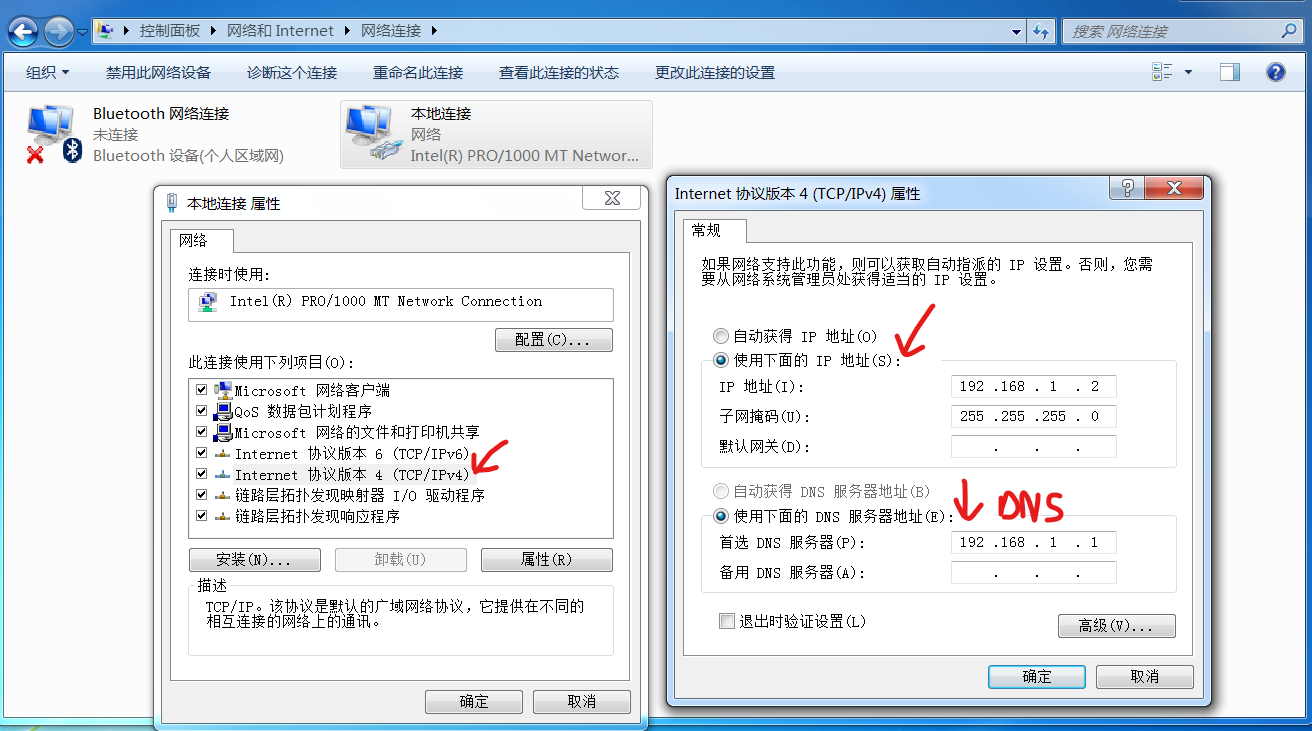 控制面板 网络和 Internet 网络连接
搜索 网络连接
组织 禁用此网络设备 诊断这个连接 重命名此连接 查看此连接的状态 更改此连接的设置
Bluetooth 网络连接
未连接
Bluetooth 设备(个人区域网)
本地连接
网络
Intel(R) PRO/1000 MT Networ...
本地连接 属性
网络
连接时使用:
Intel(R) PRO/1000 MT Network Connection
配置(C)...
此连接使用下列项目(O):
Microsoft 网络客户端
QoS 数据包计划程序
Microsoft 网络的文件和打印机共享
Internet 协议版本 6 (TCP/IPv6)
Internet 协议版本 4 (TCP/IPv4)
链路层拓扑发现映射器 I/O 驱动程序
链路层拓扑发现响应程序
安装(N)... 卸载(U) 属性(R)
描述
TCP/IP。该协议是默认的广域网络协议，它提供在不同的
相互连接的网络上的通讯。
确定 取消
Internet 协议版本 4 (TCP/IPv4) 属性
常规
如果网络支持此功能，则可以获取自动指派的 IP 设置。否则，您需
要从网络系统管理员处获得适当的 IP 设置。
自动获得 IP 地址(O)
使用下面的 IP 地址(S):
IP 地址(I): 192 .168 . 1 . 2
子网掩码(U): 255 .255 .255 . 0
默认网关(D): . . .
自动获得 DNS 服务器地址(B)
使用下面的 DNS 服务器地址(E): DNS
首选 DNS 服务器(P): 192 .168 . 1 . 1
备用 DNS 服务器(A): . . .
退出时验证设置(L)
高级(V)...
确定 取消